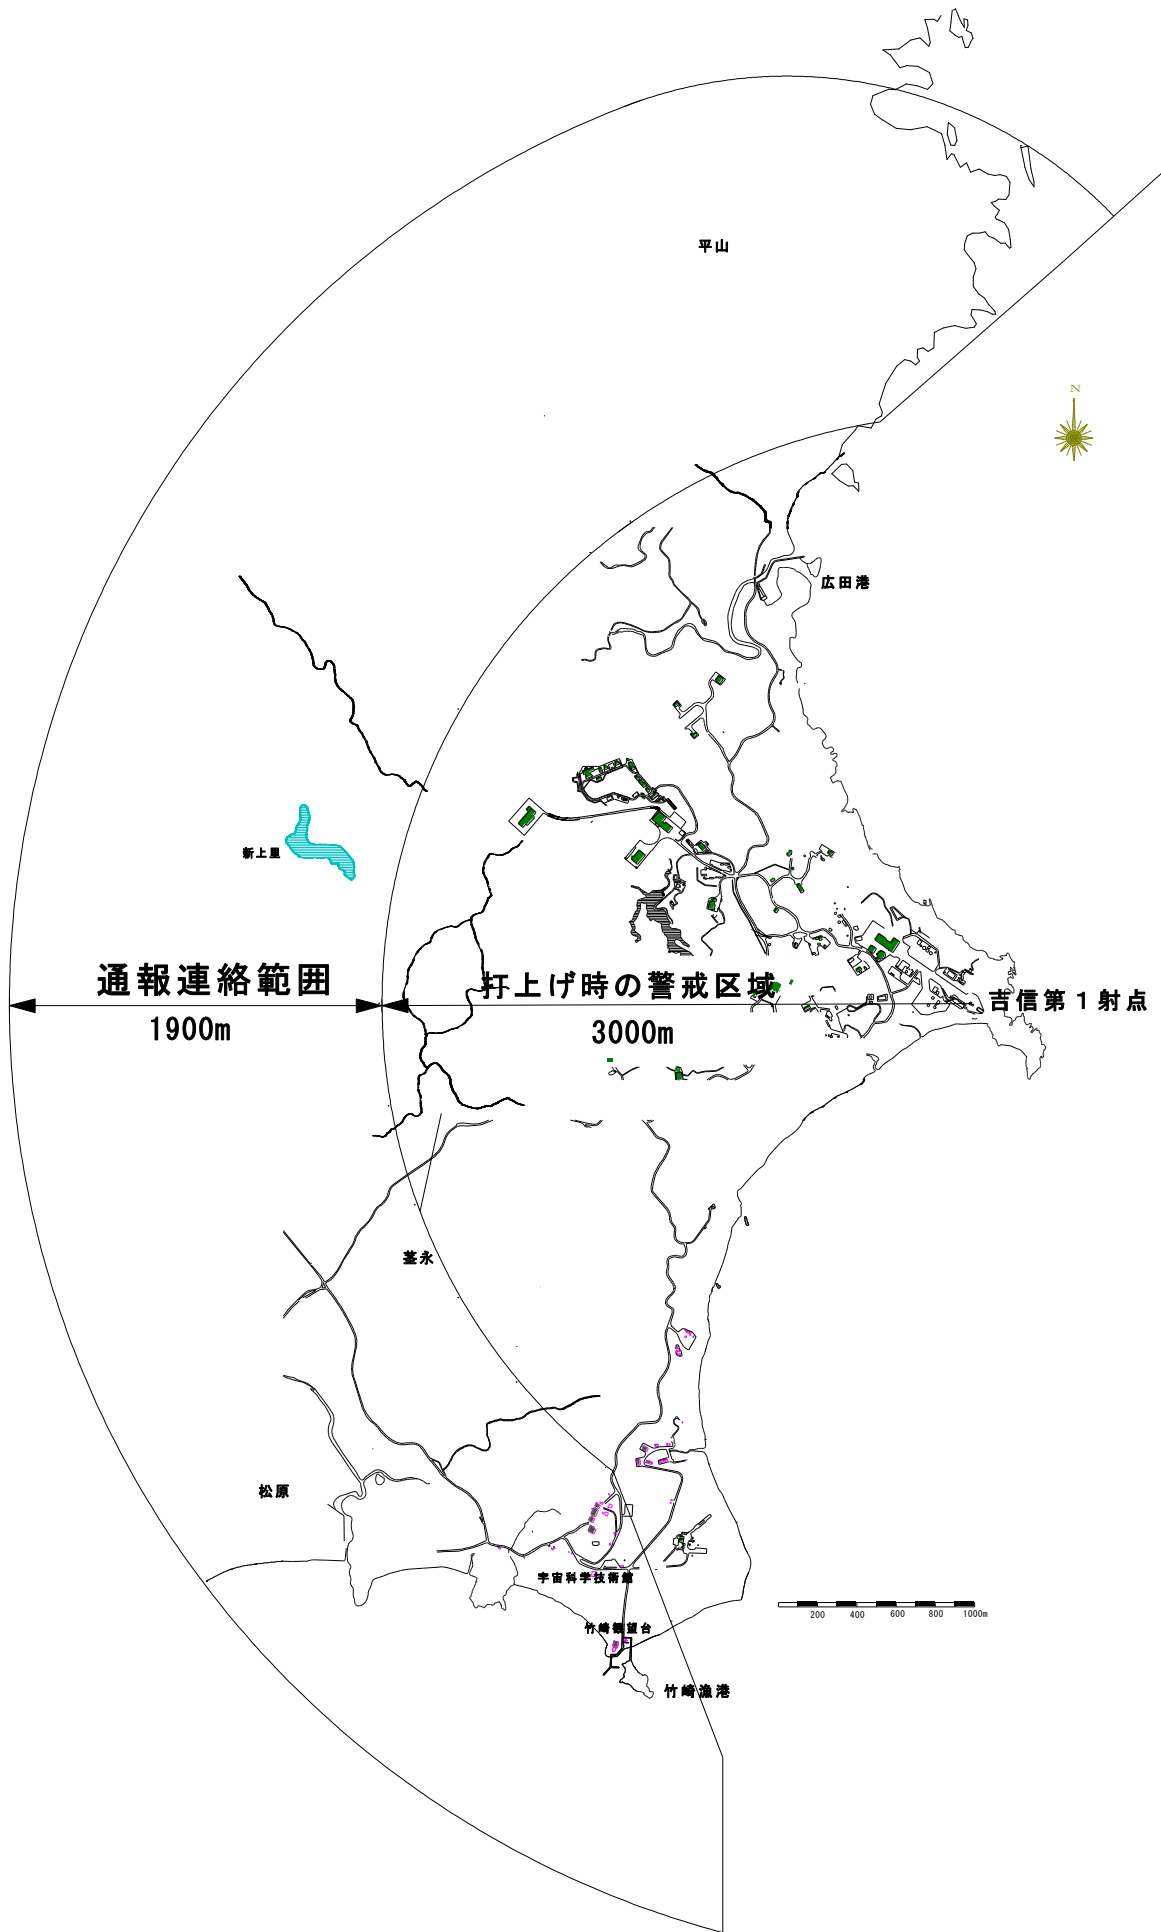 平山
N
広田港
新上里
通報連絡範囲
打上げ時の警戒区域
吉信第1射点
1900m
3000m
茎永
松原
宇宙科学技術館
200 400 600 800 1000m
竹崎観望台
竹崎漁港